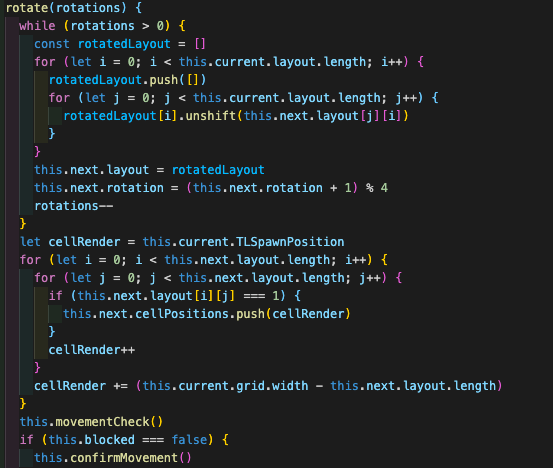 rotate(rotations) {
while (rotations > 0) {
const rotatedLayout = []
for (let i = 0; i < this.current.layout.length; i++) {
rotatedLayout.push([])
for (let j = 0; j < this.current.layout.length; j++) {
rotatedLayout[i].unshift(this.next.layout[j][i])
}
}
this.next.layout = rotatedLayout
this.next.rotation = (this.next.rotation + 1) % 4
rotations--
}
let cellRender = this.current.TLSpawnPosition
for (let i = 0; i < this.next.layout.length; i++) {
for (let j = 0; j < this.next.layout.length; j++) {
if (this.next.layout[i][j] === 1) {
this.next.cellPositions.push(cellRender)
}
cellRender++
}
cellRender += (this.current.grid.width - this.next.layout.length)
}
this.movementCheck()
if (this.blocked === false) {
this.confirmMovement()